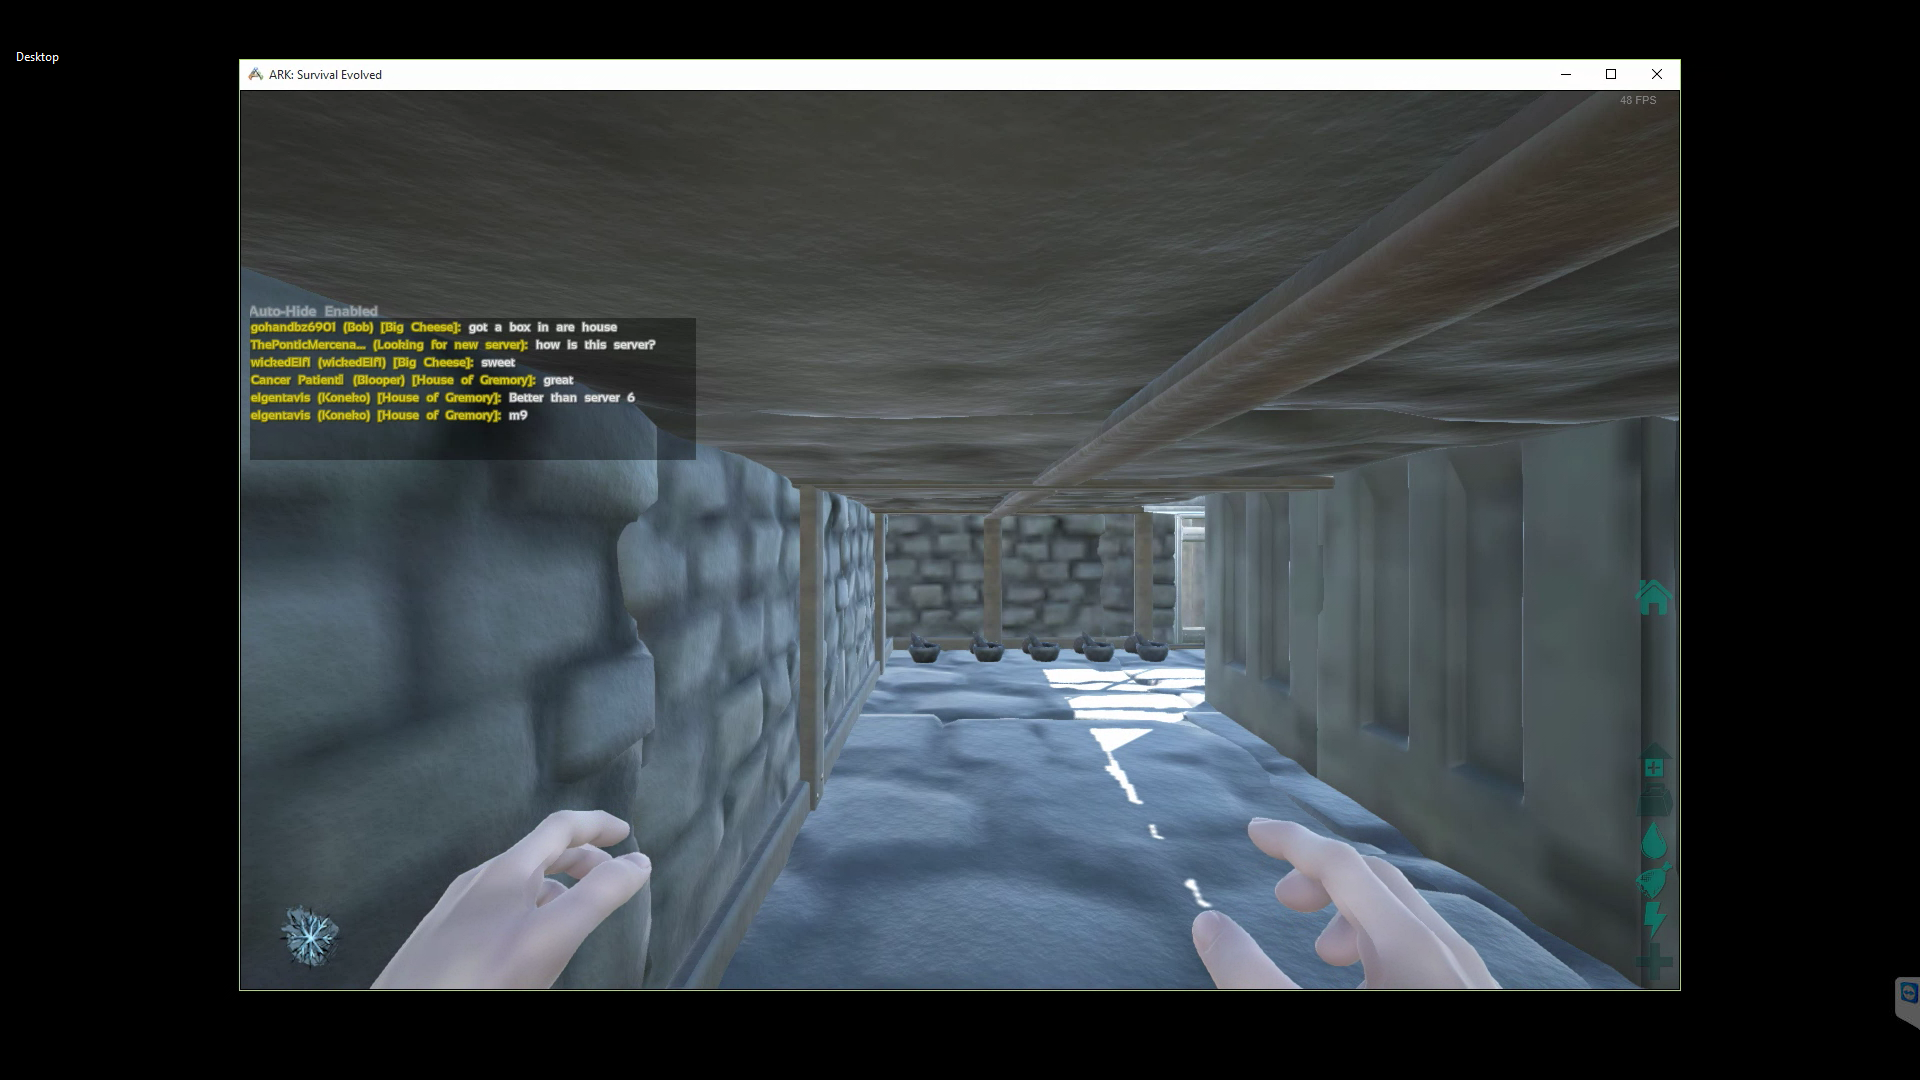 Desktop
ARK: Survival Evolved
48 FPS
Auto-Hide Enabled
gohandbz6901 (Bob) [Big Cheese]: got a box in are house
ThePonticMercena... (Looking for new server): how is this server?
wickedElf1 (wickedElf1) [Big Cheese]: sweet
Cancer Patient (Blooper) [House of Gremory]: great
elgentavis (Koneko) [House of Gremory]: Better than server 6
elgentavis (Koneko) [House of Gremory]: m9